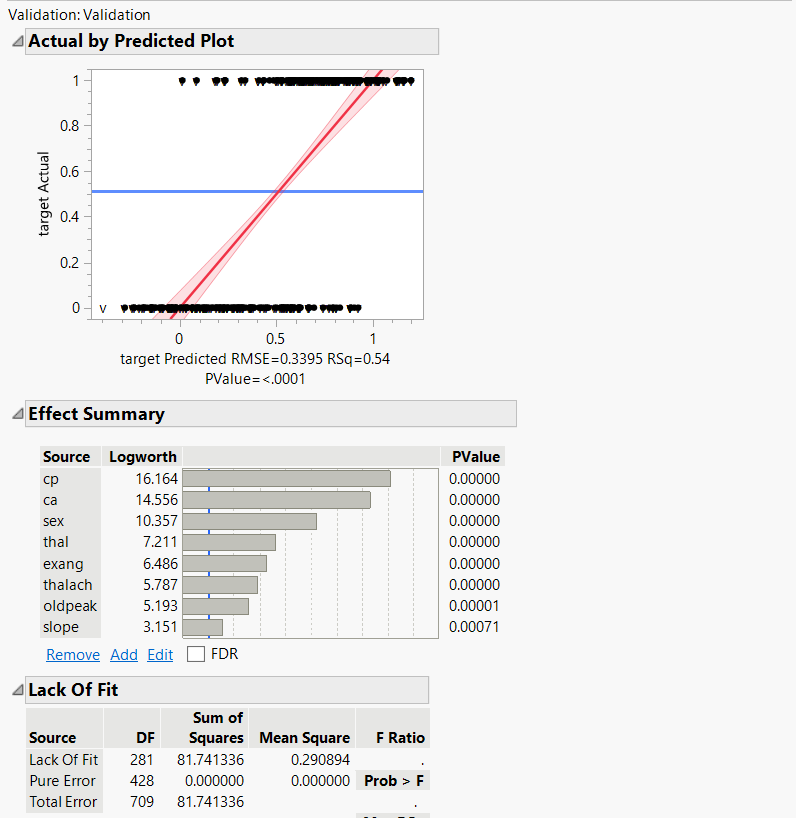 Validation: Validation
Actual by Predicted Plot
target Actual
1
0.8
0.6
0.4
0.2
0
v
0 0.5 1
target Predicted RMSE=0.3395 RSq=0.54
PValue=<.0001
Effect Summary
Source Logworth PValue
cp 16.164 0.00000
ca 14.556 0.00000
sex 10.357 0.00000
thal 7.211 0.00000
exang 6.486 0.00000
thalach 5.787 0.00000
oldpeak 5.193 0.00001
slope 3.151 0.00071
Remove Add Edit FDR
Lack Of Fit
Sum of
Source DF Squares Mean Square F Ratio
Lack Of Fit 281 81.741336 0.290894 .
Pure Error 428 0.000000 0.000000 Prob > F
Total Error 709 81.741336 .